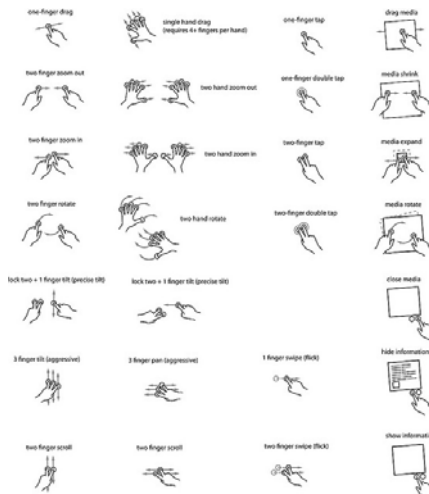 one-finger drag
single hand drag
(requires 4+ fingers per hand)
one-finger tap
drag media
two finger zoom out
two hand zoom out
one-finger double tap
media shrink
two finger zoom in
two hand zoom in
two-finger tap
media expand
two finger rotate
two hand rotate
two-finger double tap
media rotate
lock two + 1 finger tilt (precise tilt)
lock two + 1 finger tilt (precise tilt)
close media
3 finger tilt (aggressive)
3 finger pan (aggressive)
1 finger swipe (flick)
hide information
two finger scroll
two finger scroll
two finger swipe (flick)
show informati